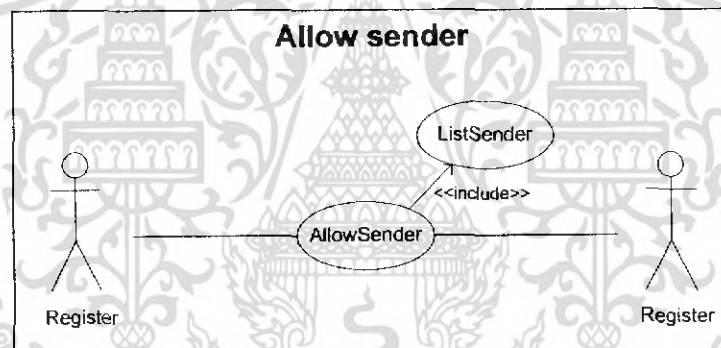 Allow sender
ListSender
<<include>>
AllowSender
Register
Register